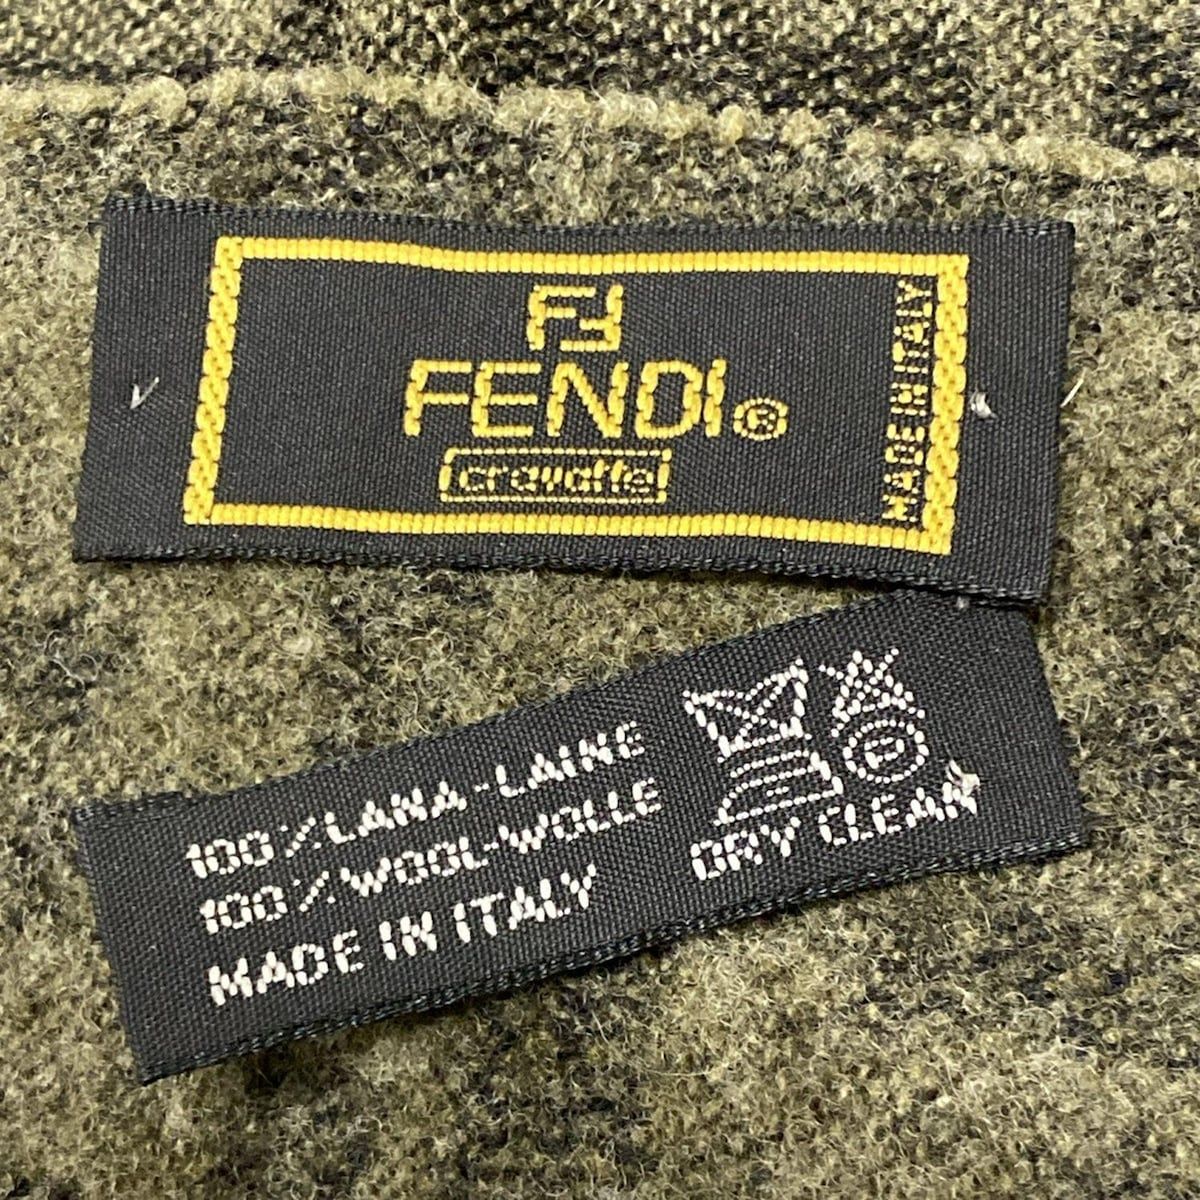 FF
FENDI®
cravatte
MADE IN ITALY
100% LANA-LAINE
100% WOOL-WOLLE
MADE IN ITALY
P
DRY CLEAN